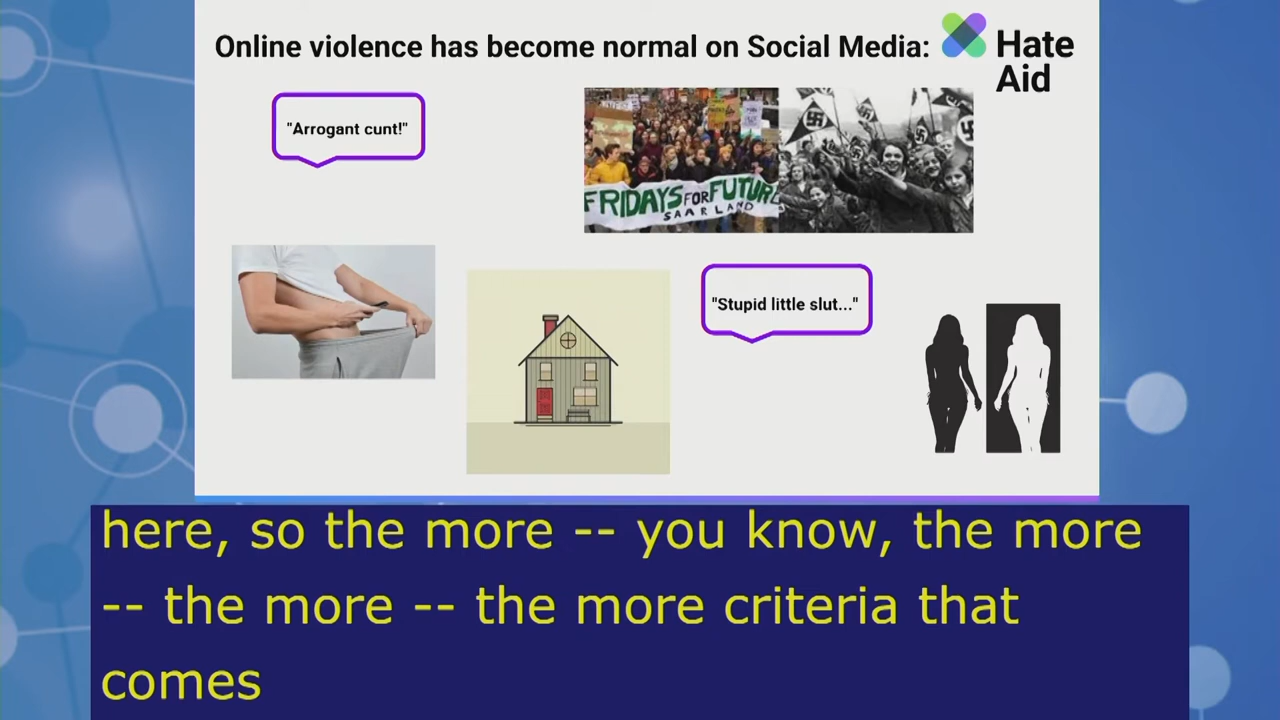 Online violence has become normal on Social Media:
Hate
Aid
"Arrogant cunt!"
FRIDAYS FOR FUTURE
SAARLAND
"Stupid little slut..."
here, so the more -- you know, the more
-- the more -- the more criteria that
comes